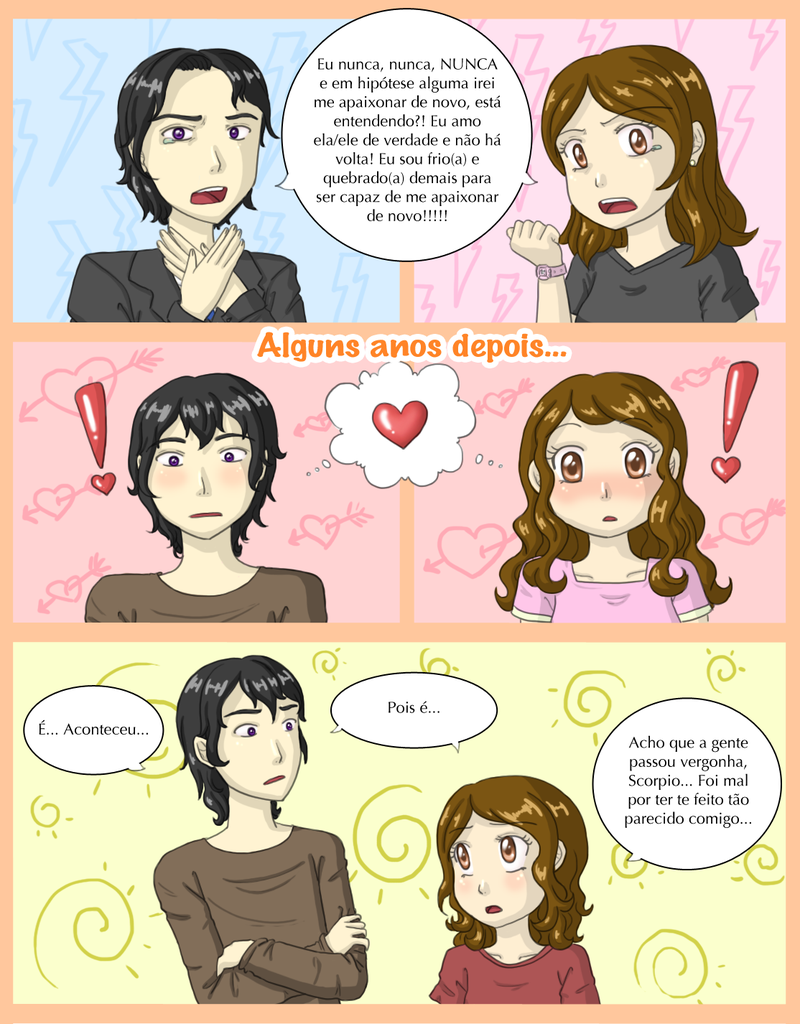 Eu nunca, nunca, NUNCA
e em hipótese alguma irei
me apaixonar de novo, está
entendendo?! Eu amo
ela/ele de verdade e não há
volta! Eu sou frio(a) e
quebrado(a) demais para
ser capaz de me apaixonar
de novo!!!!!
Alguns anos depois...
É... Aconteceu...
Pois é...
Acho que a gente
passou vergonha,
Scorpio... Foi mal
por ter te feito tão
parecido comigo...